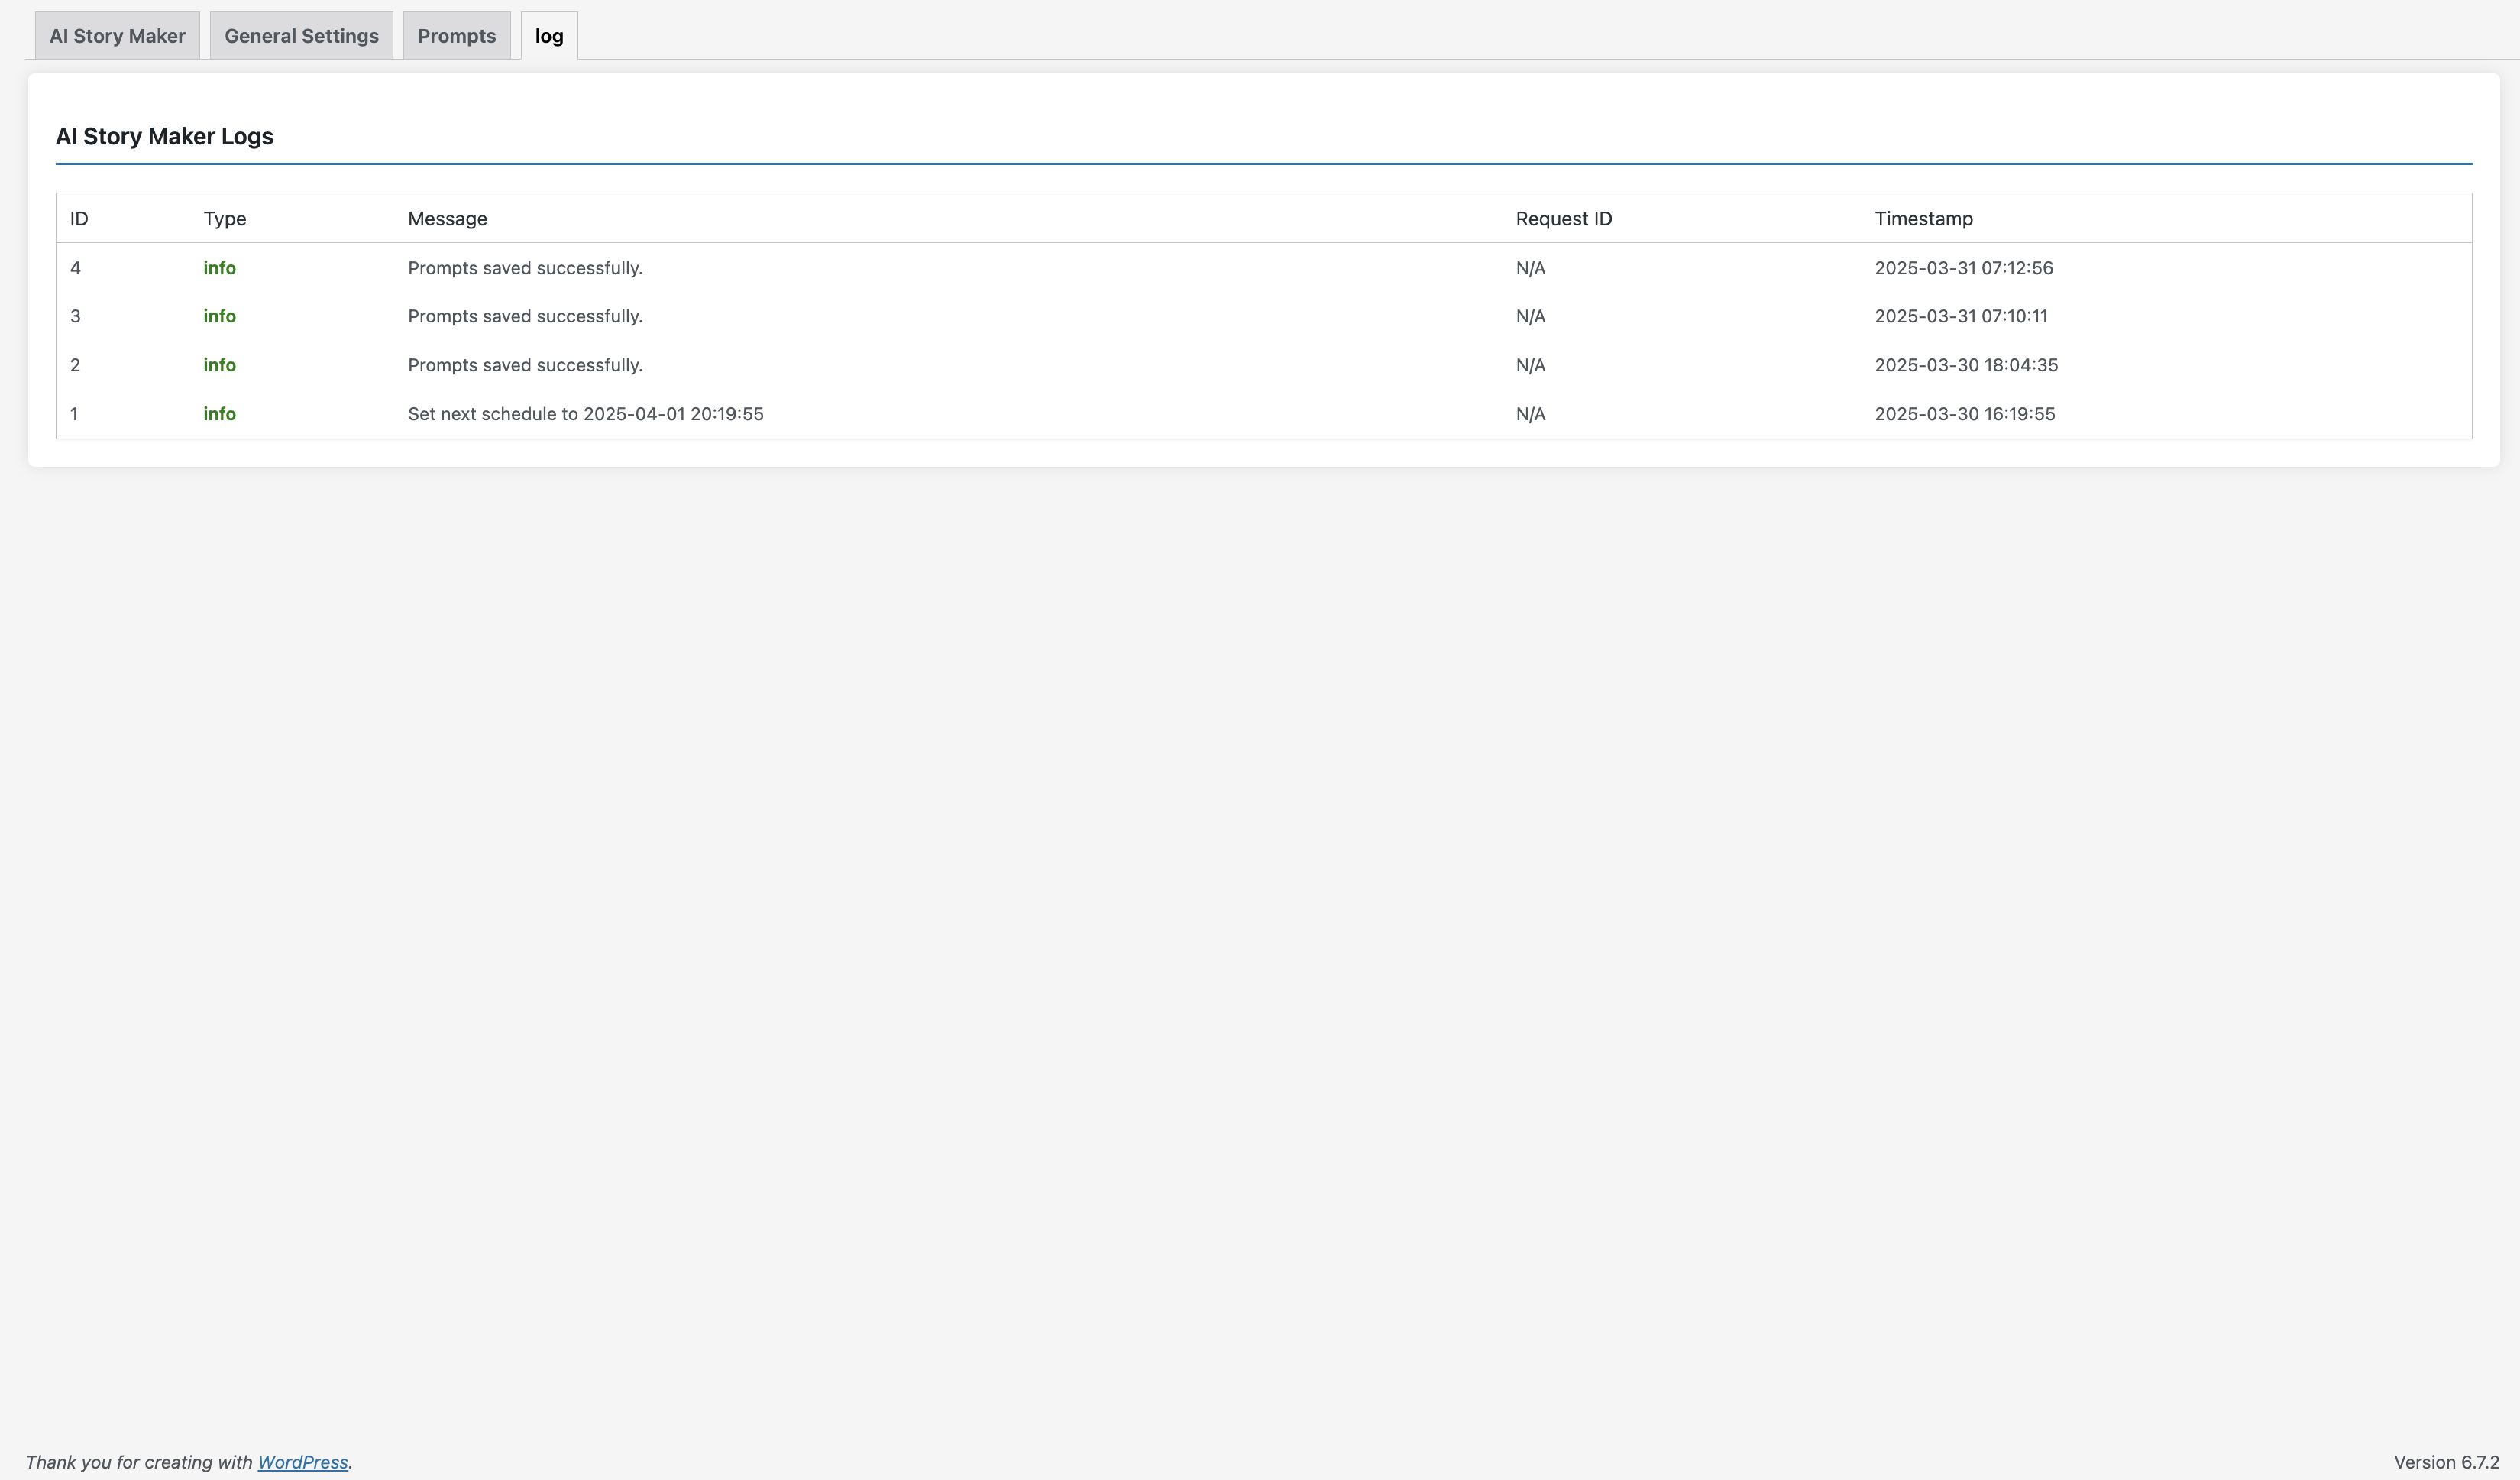 AI Story Maker General Settings Prompts log
AI Story Maker Logs
ID Type Message Request ID Timestamp
4 info Prompts saved successfully. N/A 2025-03-31 07:12:56
3 info Prompts saved successfully. N/A 2025-03-31 07:10:11
2 info Prompts saved successfully. N/A 2025-03-30 18:04:35
1 info Set next schedule to 2025-04-01 20:19:55 N/A 2025-03-30 16:19:55
Thank you for creating with WordPress. Version 6.7.2